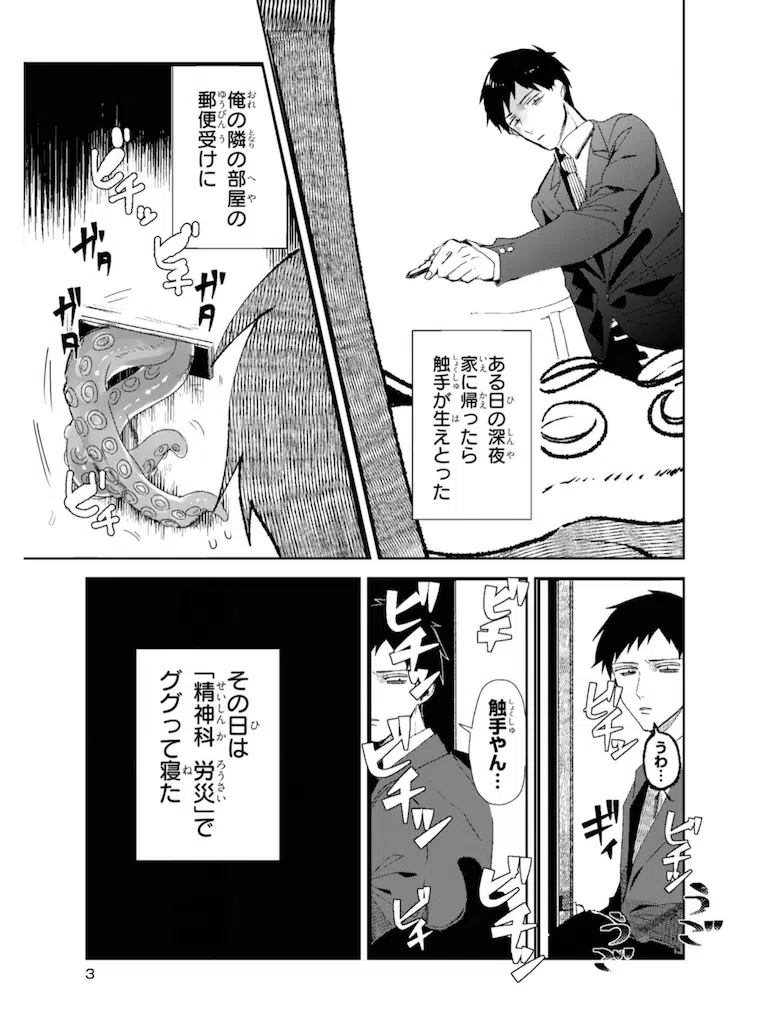 ある日の深夜
家に帰ったら
触手が生えとった
俺の隣の部屋の
郵便受けに
ビチッ
ガタ
ガタ
ビチ
ビチ
うわ…
ビチ
ギィ
ビチッ
うご
うご
触手やん…
ビチ
ビチッ
ビチッ
ビチ
ビチッ
その日は
「精神科 労災」で
ググって寝た
3